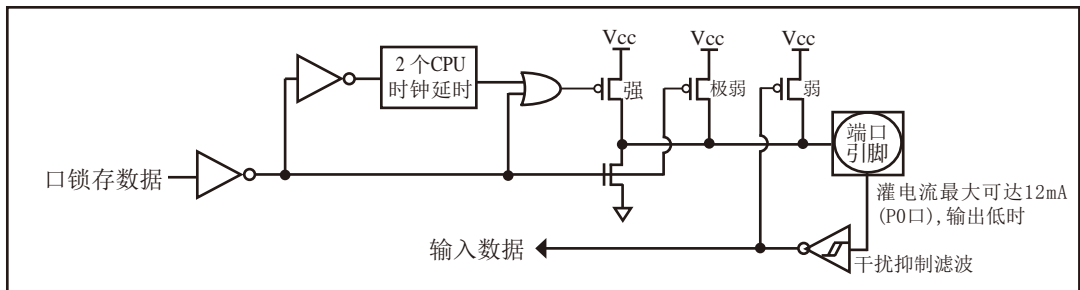 Vcc
Vcc
Vcc
2 个CPU
时钟延时
强
极弱
弱
端口
引脚
口锁存数据
灌电流最大可达12mA
(P0口),输出低时
输入数据
干扰抑制滤波